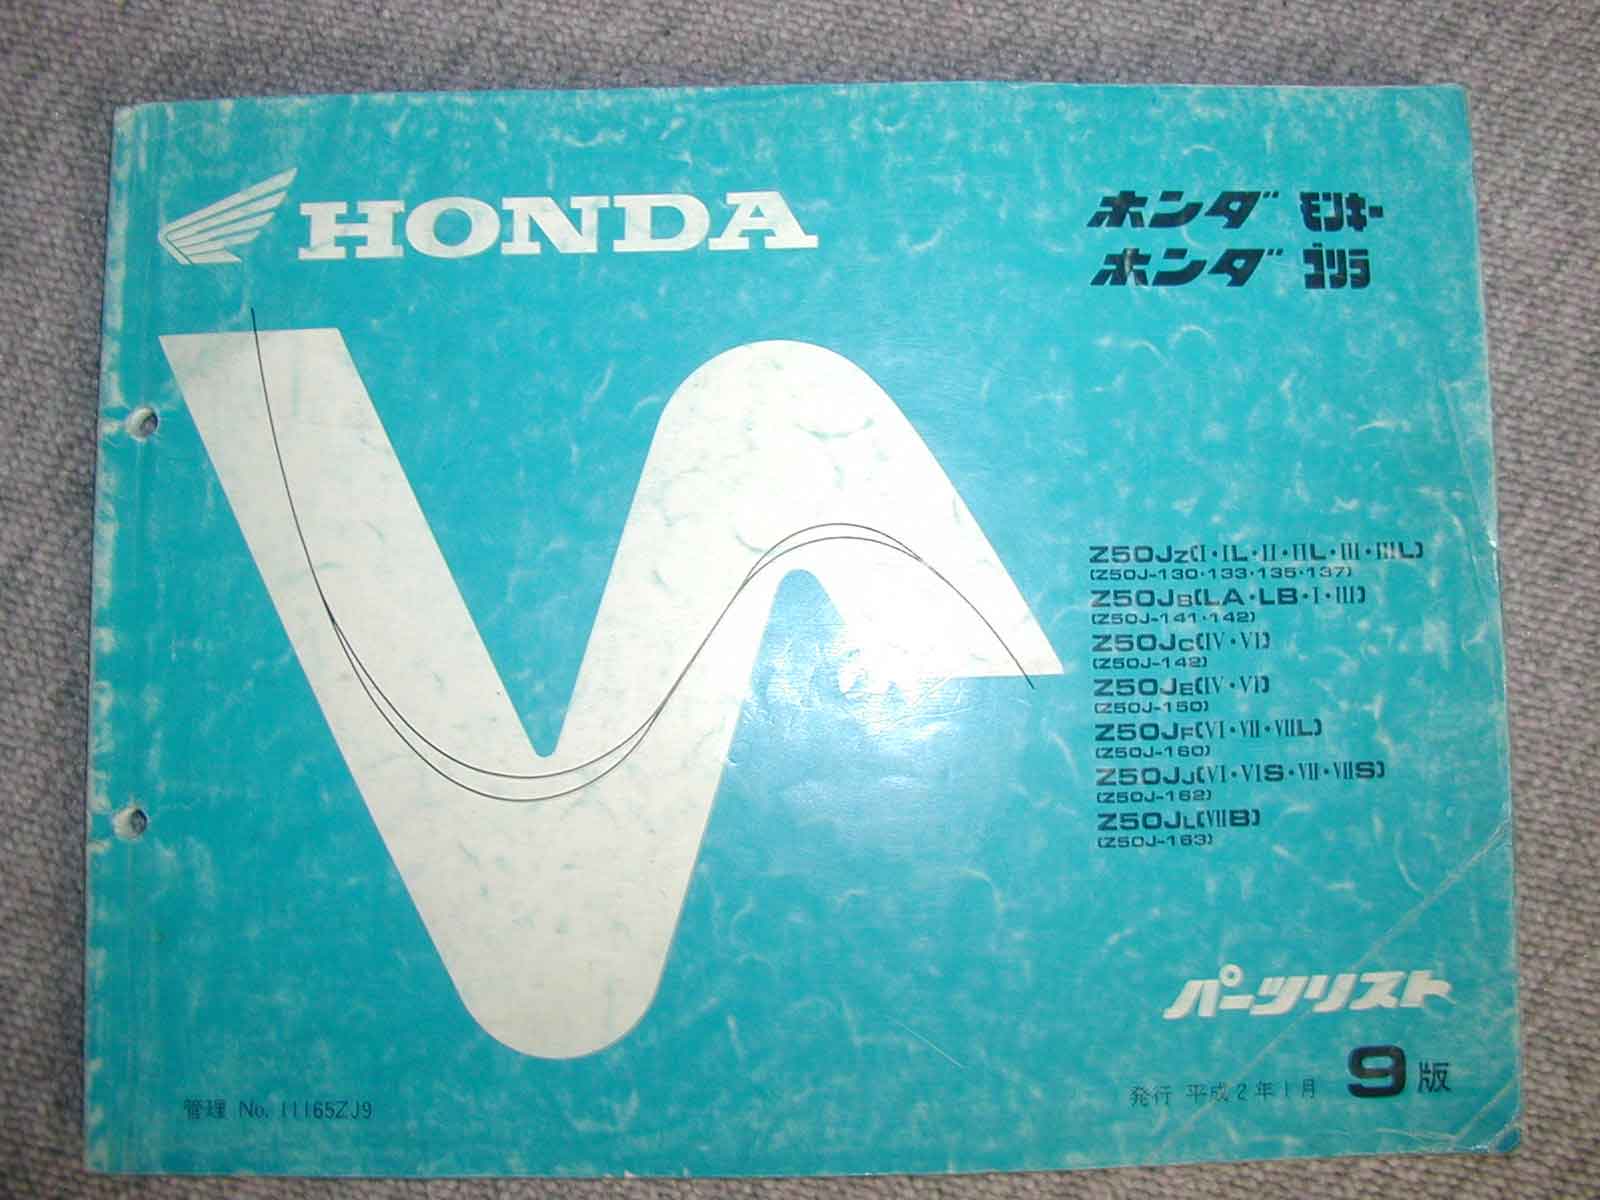 HONDA
ホンダ モンキー
ホンダ ゴリラ
Z50JZ(I・IL・II・IIL・III・IIIL)
(Z50J-130・133・135・137)
Z50JB(LA・LB・I・III)
(Z50J-141・142)
Z50JC(IV・VI)
(Z50J-142)
Z50JE(IV・VI)
(Z50J-150)
Z50JF(VI・VII・VIIL)
(Z50J-160)
Z50JJ(VI・VIS・VII・VIIS)
(Z50J-162)
Z50JL(VIIB)
(Z50J-163)
パーツリスト
9版
発行 平成2年1月
管理 No. 11165ZJ9